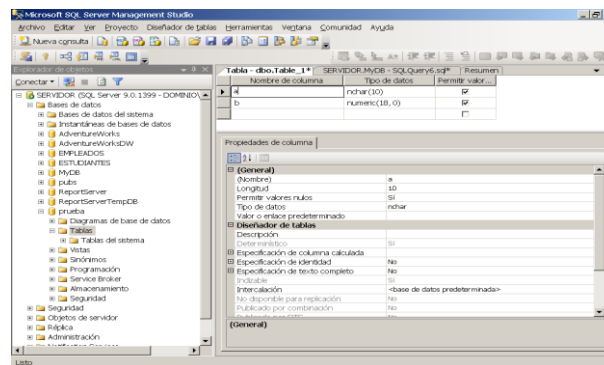 Microsoft SQL Server Management Studio
Archivo Editar Ver Proyecto Diseñador de tablas Herramientas Ventana Comunidad Ayuda
Nueva consulta
Explorador de objetos
Conectar
SERVIDOR (SQL Server 9.0.1399 - DOMINIO\
Bases de datos
Bases de datos del sistema
Instantáneas de bases de datos
AdventureWorks
AdventureWorksDW
EMPLEADOS
ESTUDIANTES
MyDB
pubs
ReportServer
ReportServerTempDB
prueba
Diagramas de base de datos
Tablas
Tablas del sistema
Vistas
Sinónimos
Programación
Service Broker
Almacenamiento
Seguridad
Seguridad
Objetos de servidor
Réplica
Administración
Notification Services
Tabla - dbo.Table_1* SERVIDOR.MyDB - SQLQuery6.sql* Resumen
Nombre de columna Tipo de datos Permitir valor...
a nchar(10)
b numeric(18, 0)
Propiedades de columna
(General)
(Nombre) a
Longitud 10
Permitir valores nulos Sí
Tipo de datos nchar
Valor o enlace predeterminado
Diseñador de tablas
Descripción
Determinístico Sí
Especificación de columna calculada
Especificación de identidad No
Especificación de texto completo No
Indizable Sí
Intercalación <base de datos predeterminada>
No disponible para replicación No
Publicado por combinación No
(General)
Listo